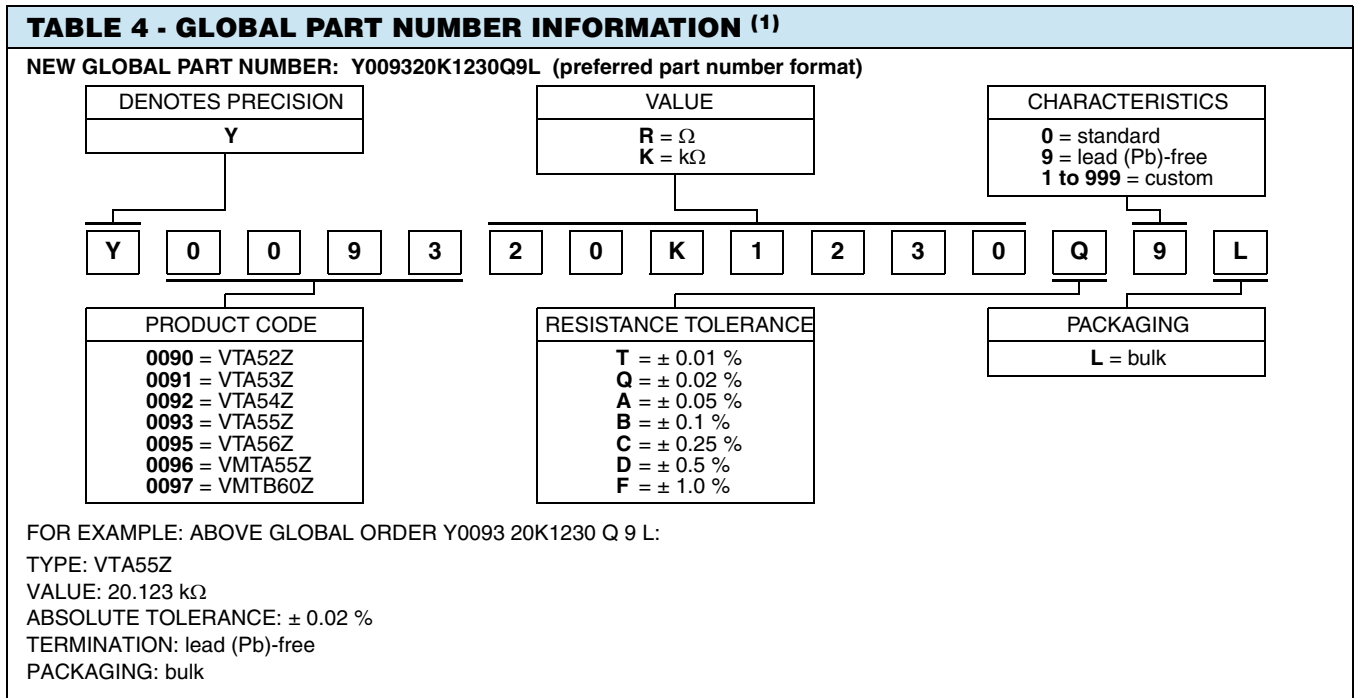 TABLE 4 - GLOBAL PART NUMBER INFORMATION (1)
NEW GLOBAL PART NUMBER: Y009320K1230Q9L (preferred part number format)
DENOTES PRECISION
Y
VALUE
R = Ω
K = kΩ
CHARACTERISTICS
0 = standard
9 = lead (Pb)-free
1 to 999 = custom
Y 0 0 9 3 2 0 K 1 2 3 0 Q 9 L
PRODUCT CODE
0090 = VTA52Z
0091 = VTA53Z
0092 = VTA54Z
0093 = VTA55Z
0095 = VTA56Z
0096 = VMTA55Z
0097 = VMTB60Z
RESISTANCE TOLERANCE
T = ± 0.01 %
Q = ± 0.02 %
A = ± 0.05 %
B = ± 0.1 %
C = ± 0.25 %
D = ± 0.5 %
F = ± 1.0 %
PACKAGING
L = bulk
FOR EXAMPLE: ABOVE GLOBAL ORDER Y0093 20K1230 Q 9 L:
TYPE: VTA55Z
VALUE: 20.123 kΩ
ABSOLUTE TOLERANCE: ± 0.02 %
TERMINATION: lead (Pb)-free
PACKAGING: bulk